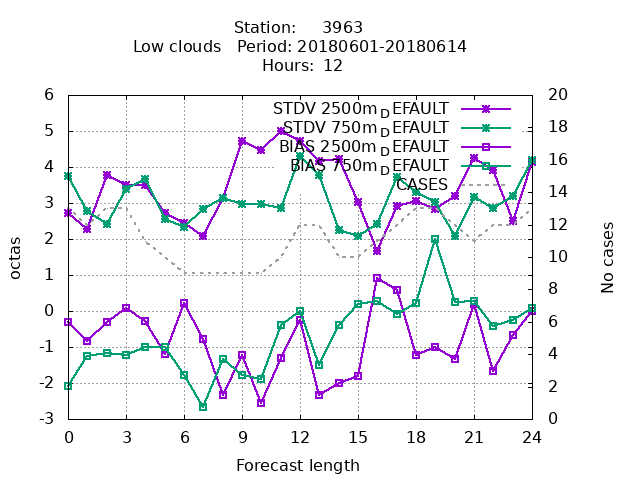 Station: 3963
Low clouds Period: 20180601-20180614
Hours: 12
STDV 2500m_DEFAULT
STDV 750m_DEFAULT
BIAS 2500m_DEFAULT
BIAS 750m_DEFAULT
CASES
6
5
4
3
2
1
0
-1
-2
-3
octas
20
18
16
14
12
10
8
6
4
2
0
No cases
0 3 6 9 12 15 18 21 24
Forecast length